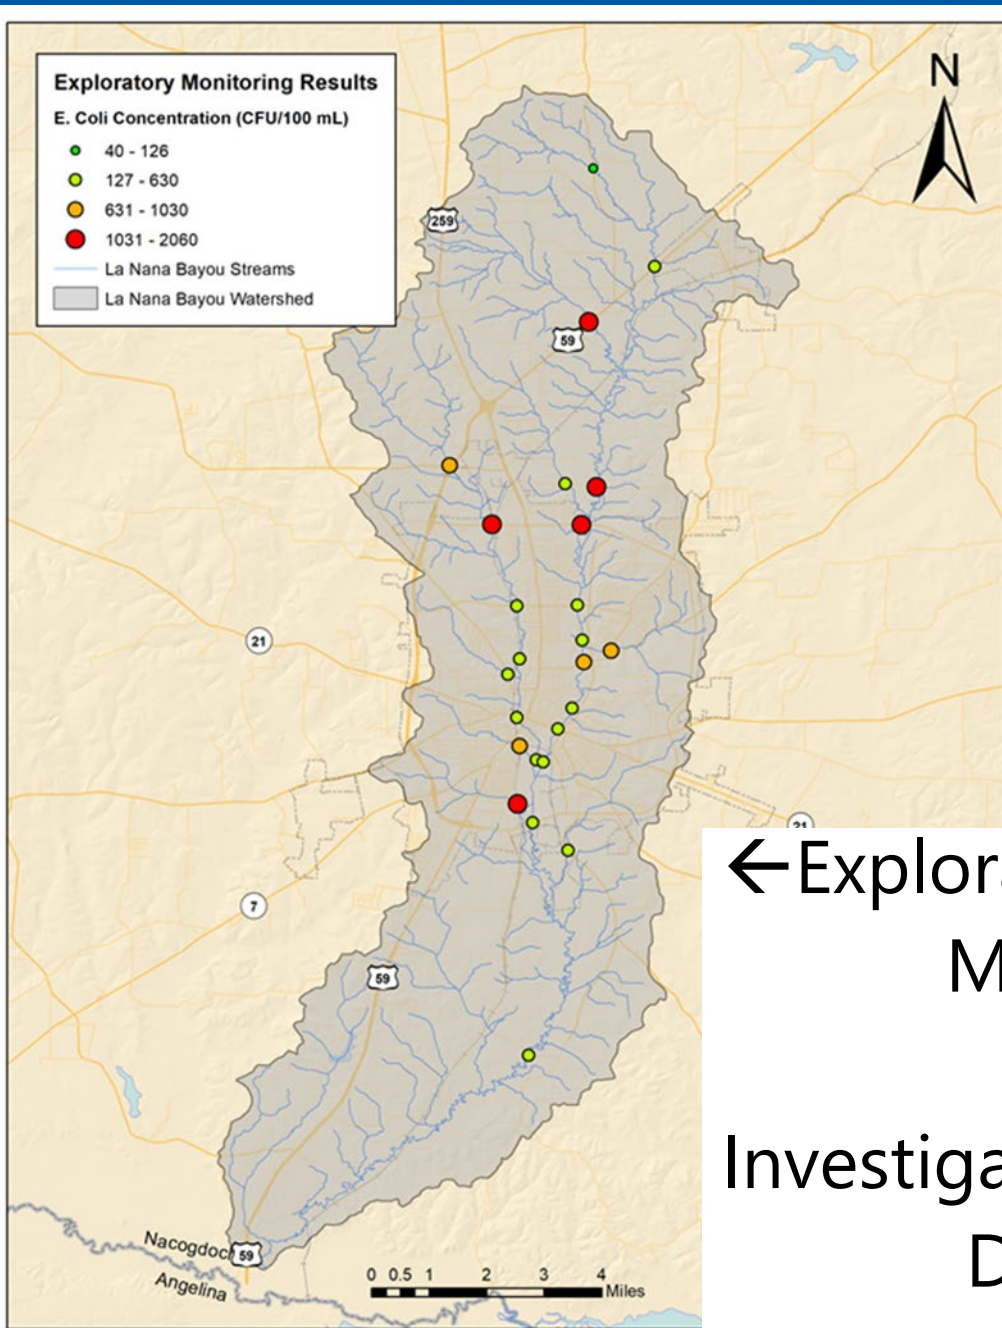 Exploratory Monitoring Results
E. Coli Concentration (CFU/100 mL)
40 - 126
127 - 630
631 - 1030
1031 - 2060
La Nana Bayou Streams
La Nana Bayou Watershed
N
259
59
21
21
7
59
←Explora
M
Investiga
D
Nacogdoc
59
Angelina
0 0.5 1 2 3 4
Miles